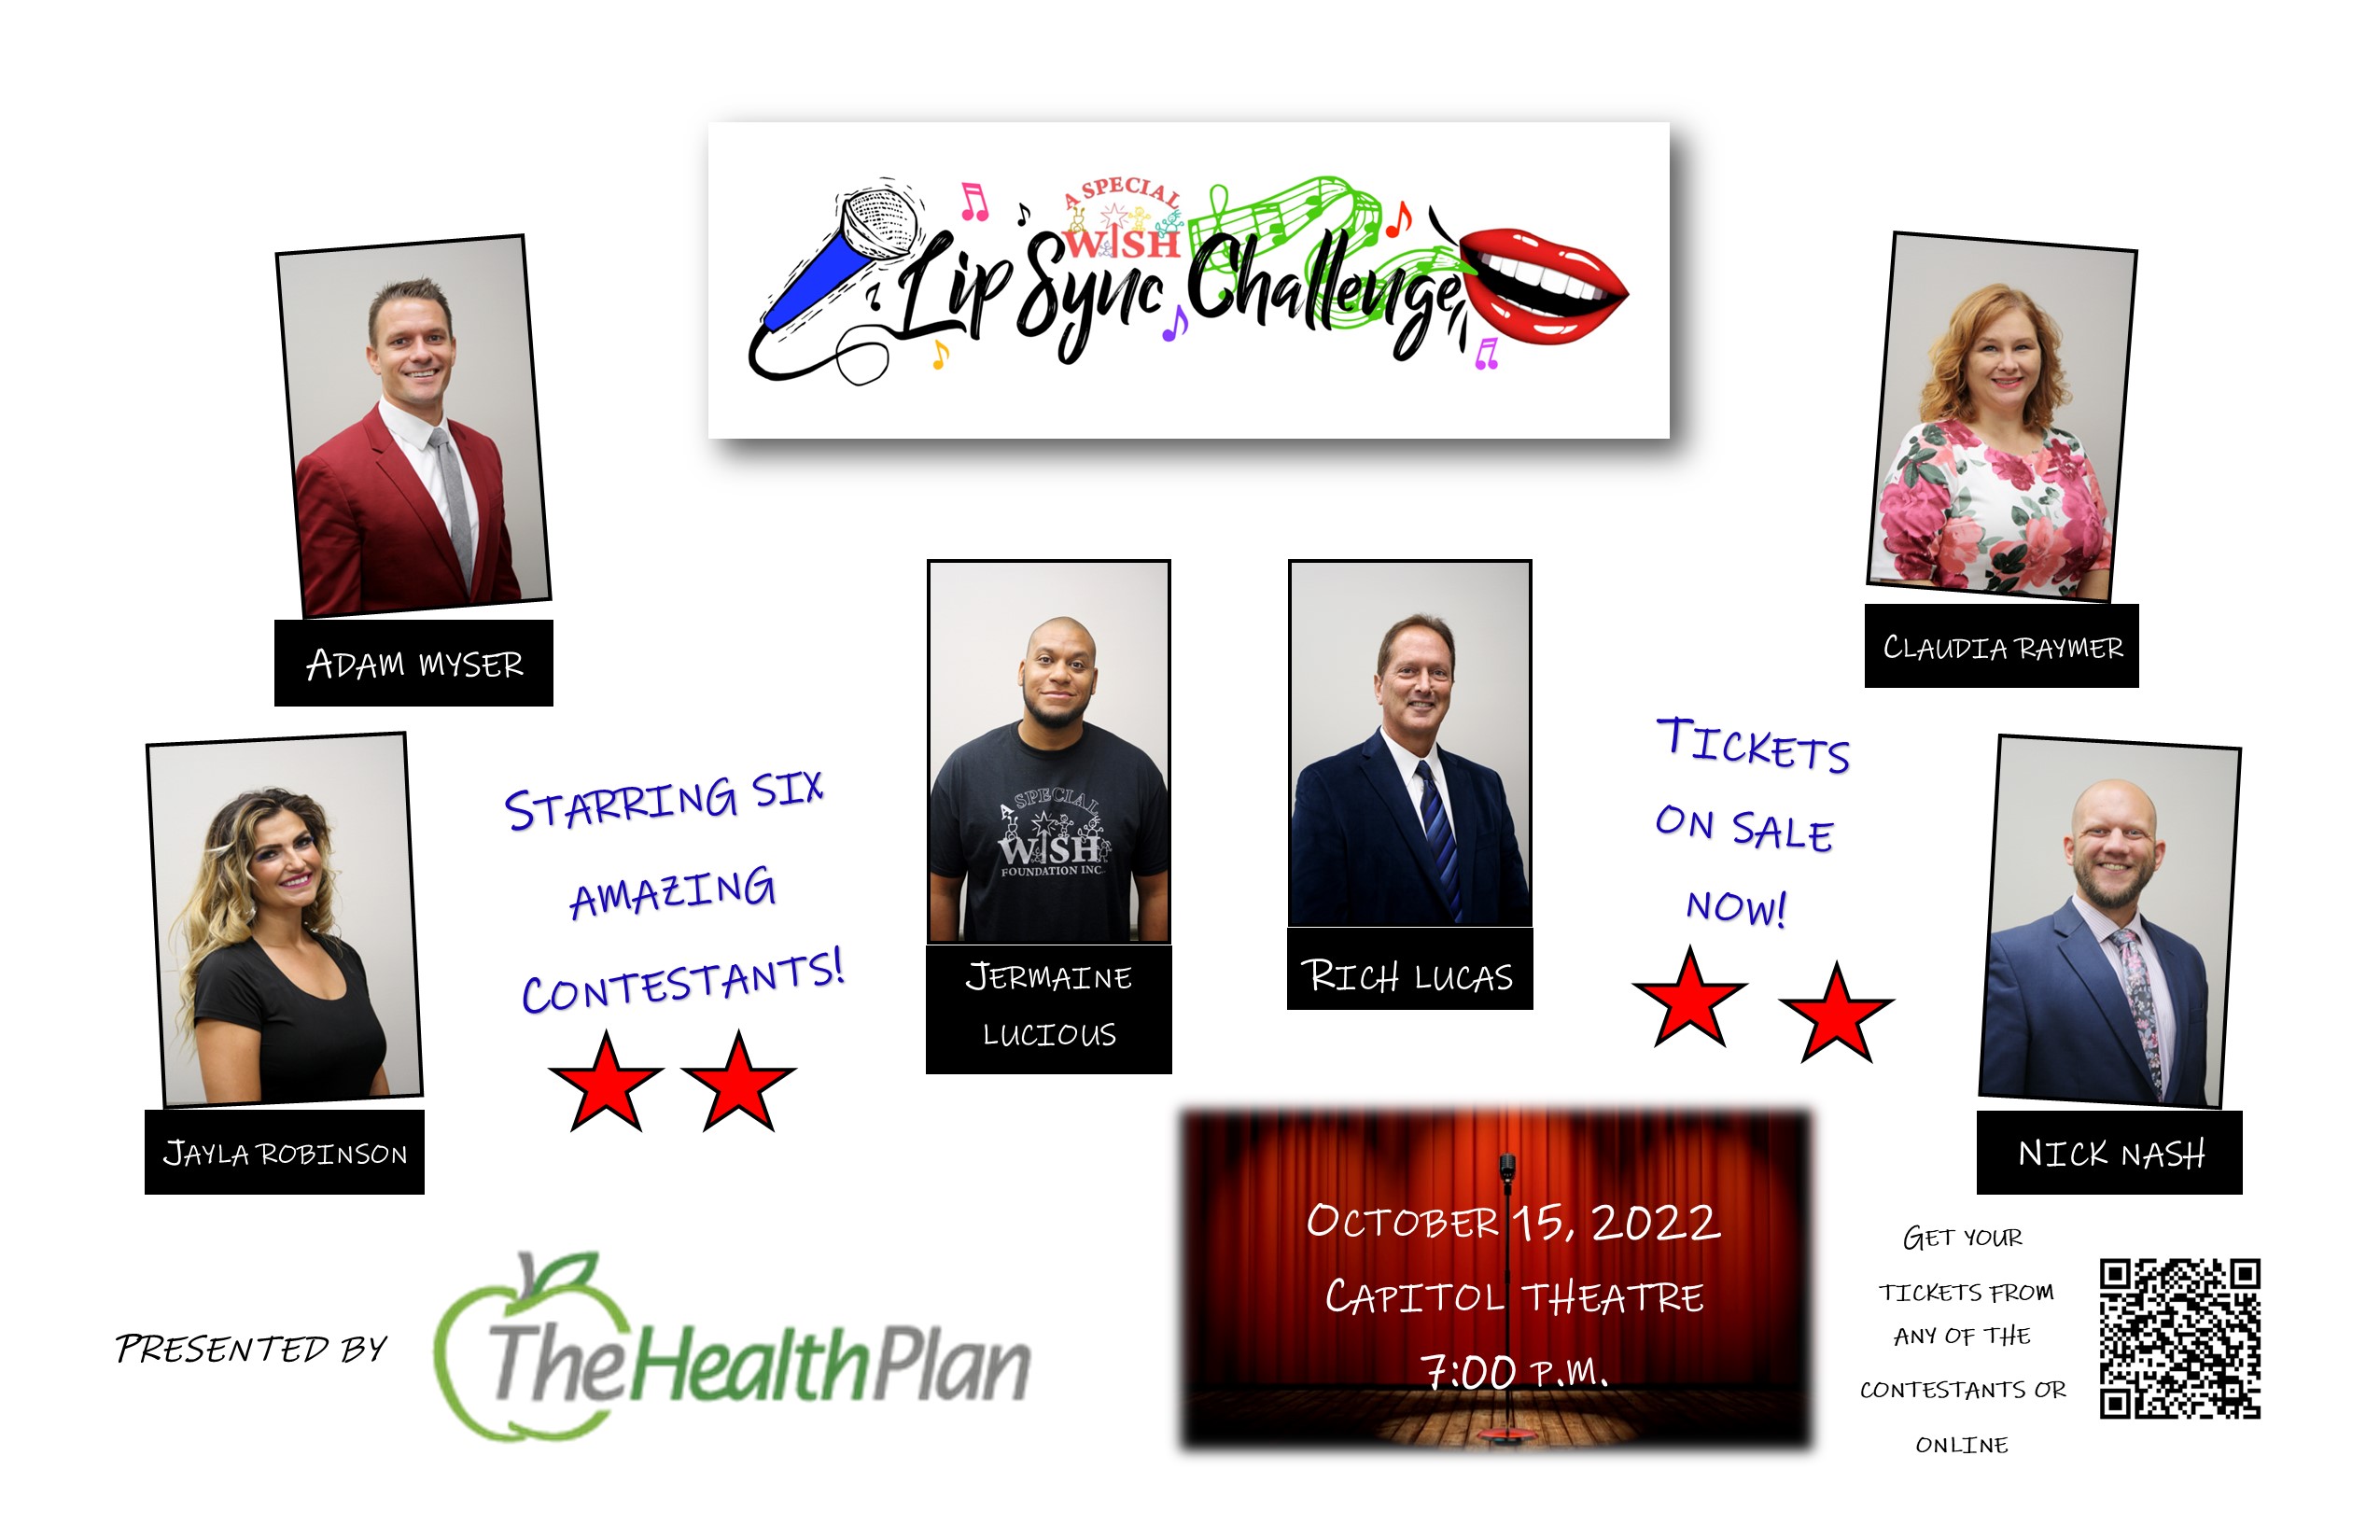 A SPECIAL
WISH
Lip Sync Challenge
ADAM MYSER
CLAUDIA RAYMER
JERMAINE
LUCIOUS
A SPECIAL
WISH
FOUNDATION INC.
RICH LUCAS
STARRING SIX
AMAZING
CONTESTANTS!
TICKETS
ON SALE
NOW!
JAYLA ROBINSON
NICK NASH
PRESENTED BY
TheHealthPlan
OCTOBER 15, 2022
CAPITOL THEATRE
7:00 P.M.
GET YOUR
TICKETS FROM
ANY OF THE
CONTESTANTS OR
ONLINE